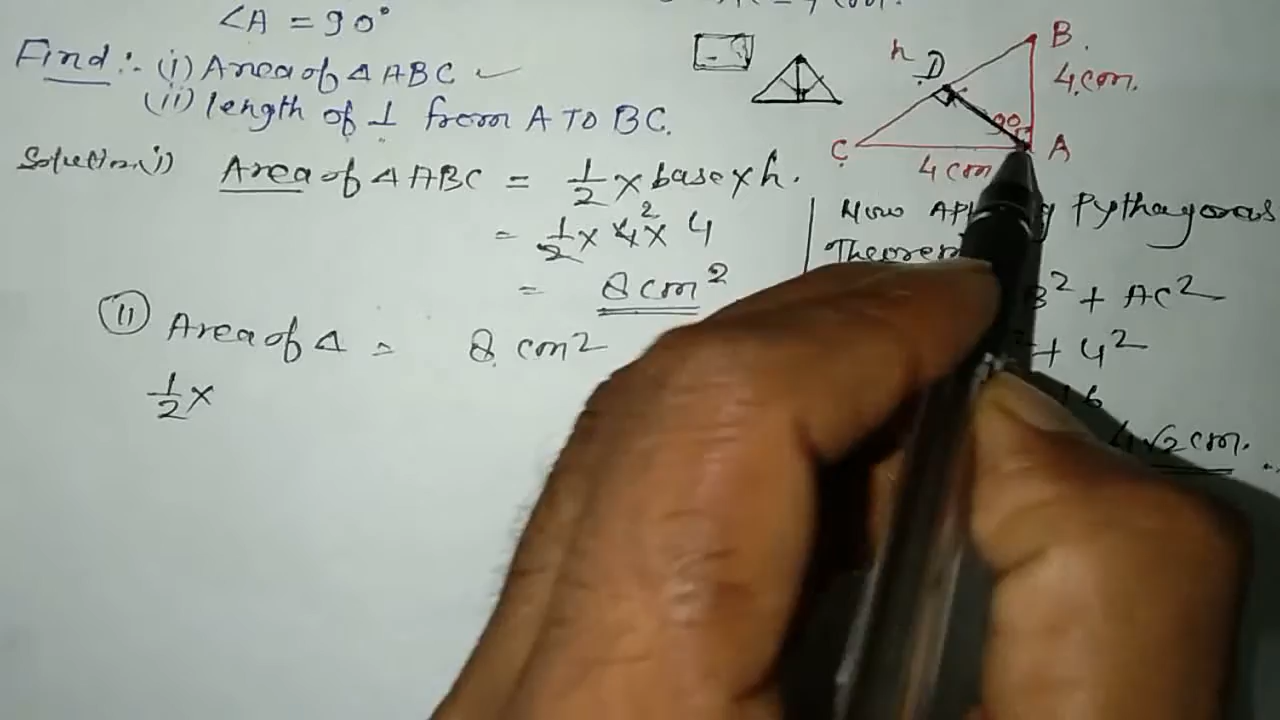 ∠A = 90°
Find :- (i) Area of Δ ABC ✓
(ii) length of ⊥ from A TO BC.
Solution(i) Area of Δ ABC = 1/2 × base × h.
= 1/2 × 4 2 × 4
= 8 cm²
(ii) Area of Δ = 8 cm²
1/2 ×
h
D
B.
4 cm.
90
C
A
4 cm
Now Pythagoras
Theorem
+ AC²
+ 4²
4√2 cm.